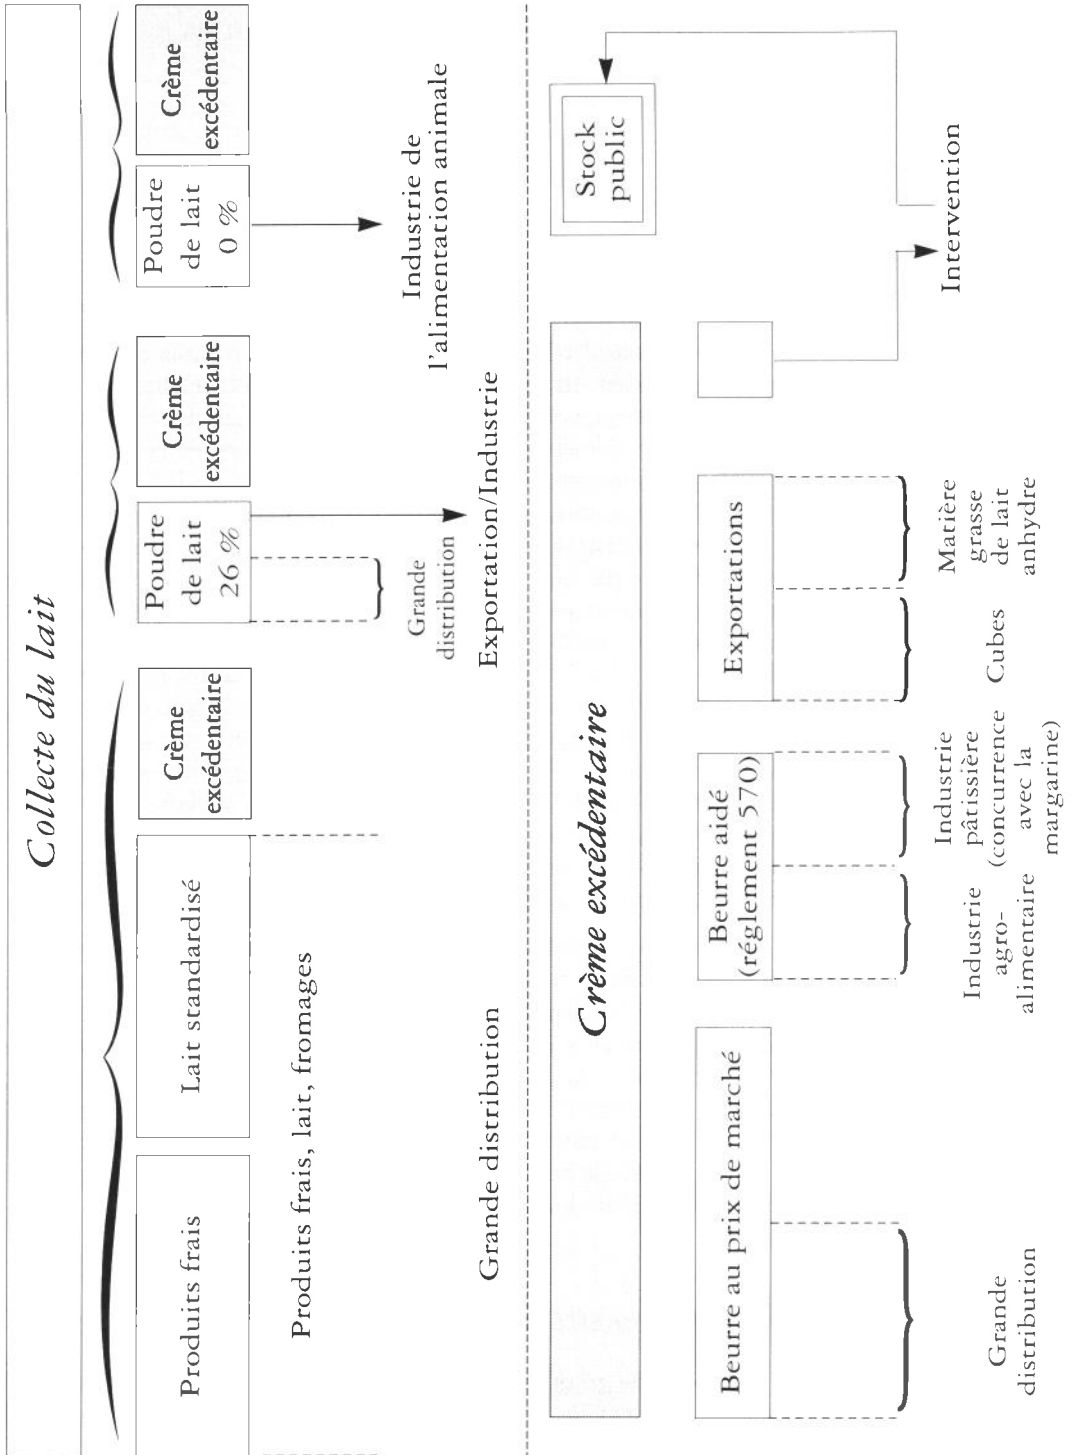 Collecte du lait
Produits frais
Lait standardisé
Crème
excédentaire
Poudre
de lait
26 %
Crème
excédentaire
Poudre
de lait
0 %
Crème
excédentaire
Produits frais, lait, fromages
Grande
distribution
Industrie de
l'alimentation animale
Grande distribution
Exportation/Industrie
Crème excédentaire
Stock
public
Beurre au prix de marché
Beurre aidé
(réglement 570)
Exportations
Grande
distribution
Industrie
agro-
alimentaire
Industrie
pâtissière
(concurrence
avec la
margarine)
Cubes
Matière
grasse
de lait
anhydre
Intervention